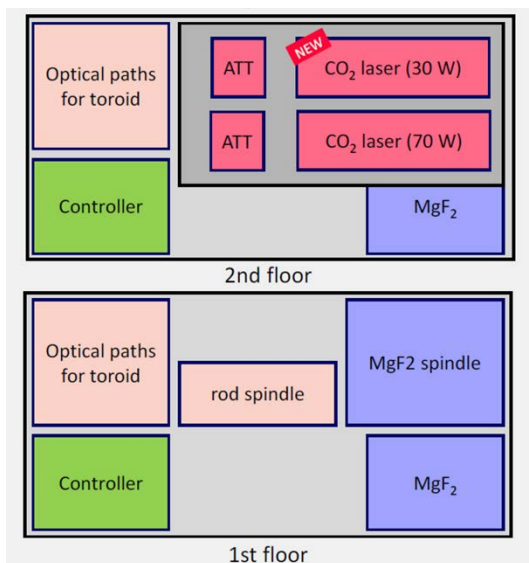 Optical paths
for toroid
ATT
NEW
CO₂ laser (30 W)
ATT
CO₂ laser (70 W)
Controller
MgF₂
2nd floor
Optical paths
for toroid
rod spindle
MgF2 spindle
Controller
MgF₂
1st floor